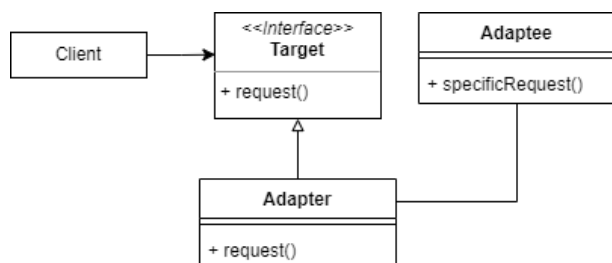 Client
<<Interface>>
Target
+ request()
Adaptee
+ specificRequest()
Adapter
+ request()